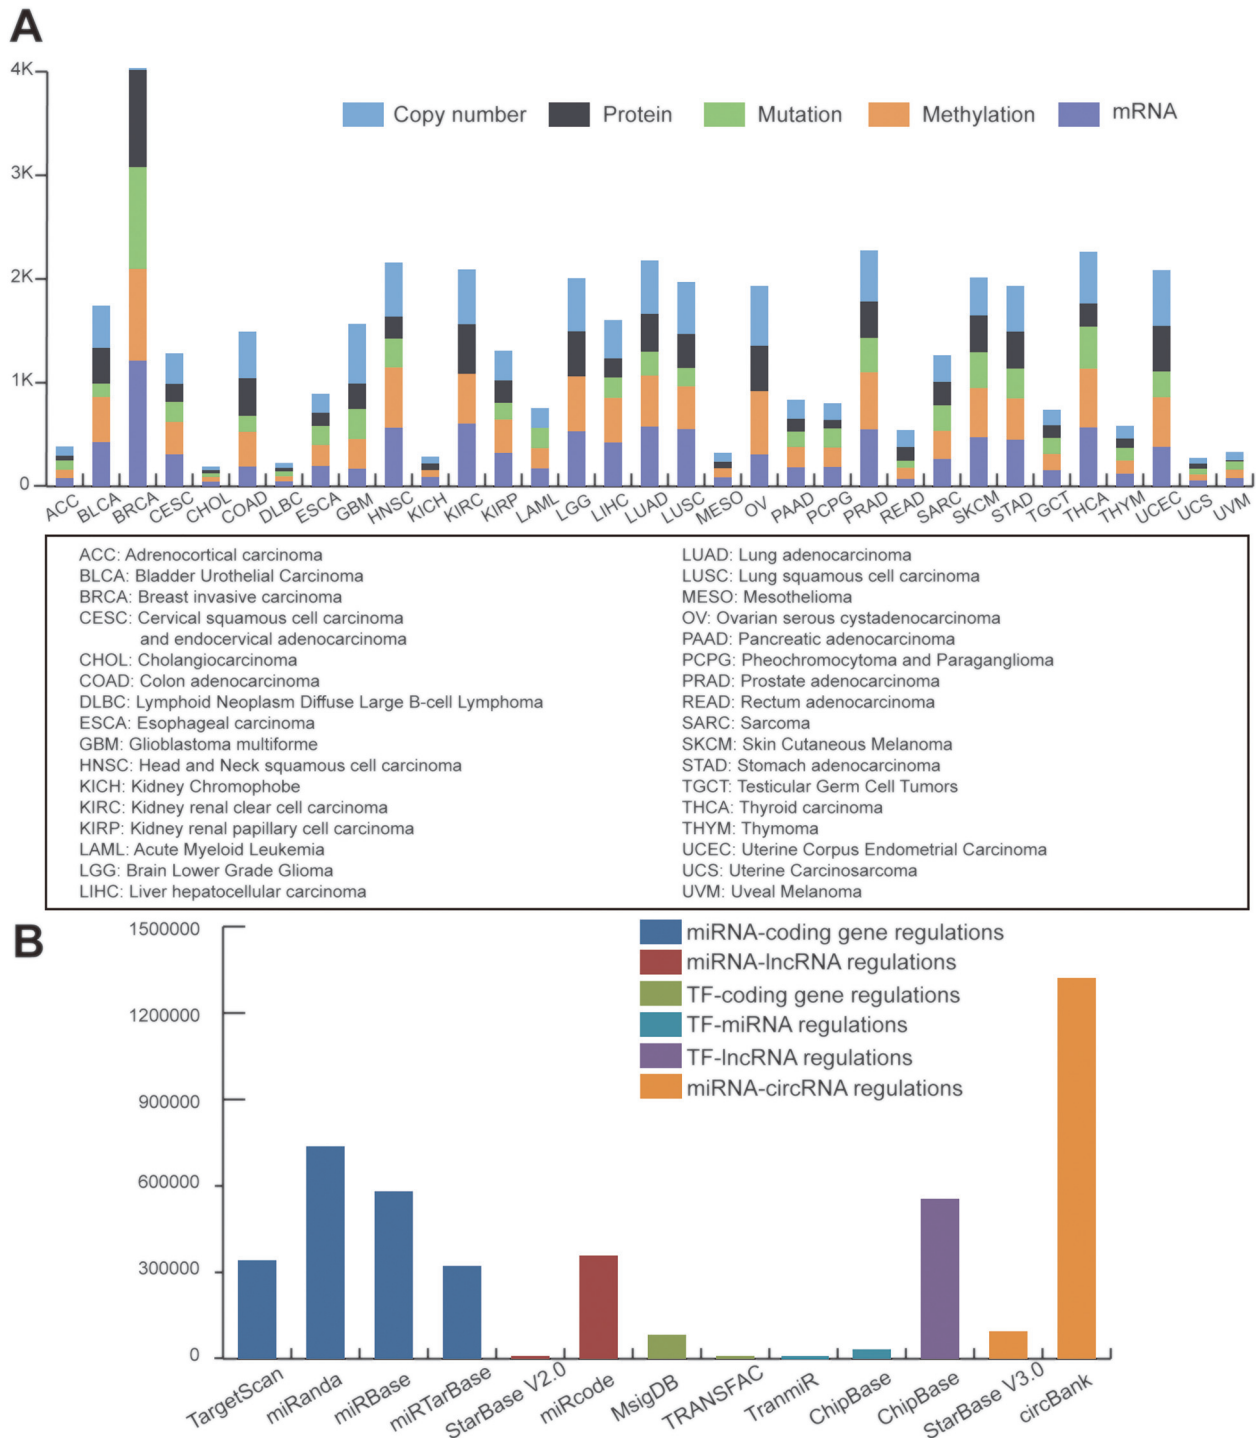 A
4K
3K
2K
1K
0
Copy number
Protein
Mutation
Methylation
mRNA
ACC
BLCA
BRCA
CESC
CHOL
COAD
DLBC
ESCA
GBM
HNSC
KICH
KIRC
KIRP
LAML
LGG
LIHC
LUAD
LUSC
MESO
OV
PAAD
PCPG
PRAD
READ
SARC
SKCM
STAD
TGCT
THCA
THYM
UCEC
UCS
UVM
ACC: Adrenocortical carcinoma
BLCA: Bladder Urothelial Carcinoma
BRCA: Breast invasive carcinoma
CESC: Cervical squamous cell carcinoma
and endocervical adenocarcinoma
CHOL: Cholangiocarcinoma
COAD: Colon adenocarcinoma
DLBC: Lymphoid Neoplasm Diffuse Large B-cell Lymphoma
ESCA: Esophageal carcinoma
GBM: Glioblastoma multiforme
HNSC: Head and Neck squamous cell carcinoma
KICH: Kidney Chromophobe
KIRC: Kidney renal clear cell carcinoma
KIRP: Kidney renal papillary cell carcinoma
LAML: Acute Myeloid Leukemia
LGG: Brain Lower Grade Glioma
LIHC: Liver hepatocellular carcinoma
LUAD: Lung adenocarcinoma
LUSC: Lung squamous cell carcinoma
MESO: Mesothelioma
OV: Ovarian serous cystadenocarcinoma
PAAD: Pancreatic adenocarcinoma
PCPG: Pheochromocytoma and Paraganglioma
PRAD: Prostate adenocarcinoma
READ: Rectum adenocarcinoma
SARC: Sarcoma
SKCM: Skin Cutaneous Melanoma
STAD: Stomach adenocarcinoma
TGCT: Testicular Germ Cell Tumors
THCA: Thyroid carcinoma
THYM: Thymoma
UCEC: Uterine Corpus Endometrial Carcinoma
UCS: Uterine Carcinosarcoma
UVM: Uveal Melanoma
B
1500000
1200000
900000
600000
300000
0
miRNA-coding gene regulations
miRNA-lncRNA regulations
TF-coding gene regulations
TF-miRNA regulations
TF-lncRNA regulations
miRNA-circRNA regulations
TargetScan
miRanda
miRBase
miRTarBase
StarBase V2.0
miRcode
MsigDB
TRANSFAC
TranmiR
ChipBase
ChipBase
StarBase V3.0
circBank